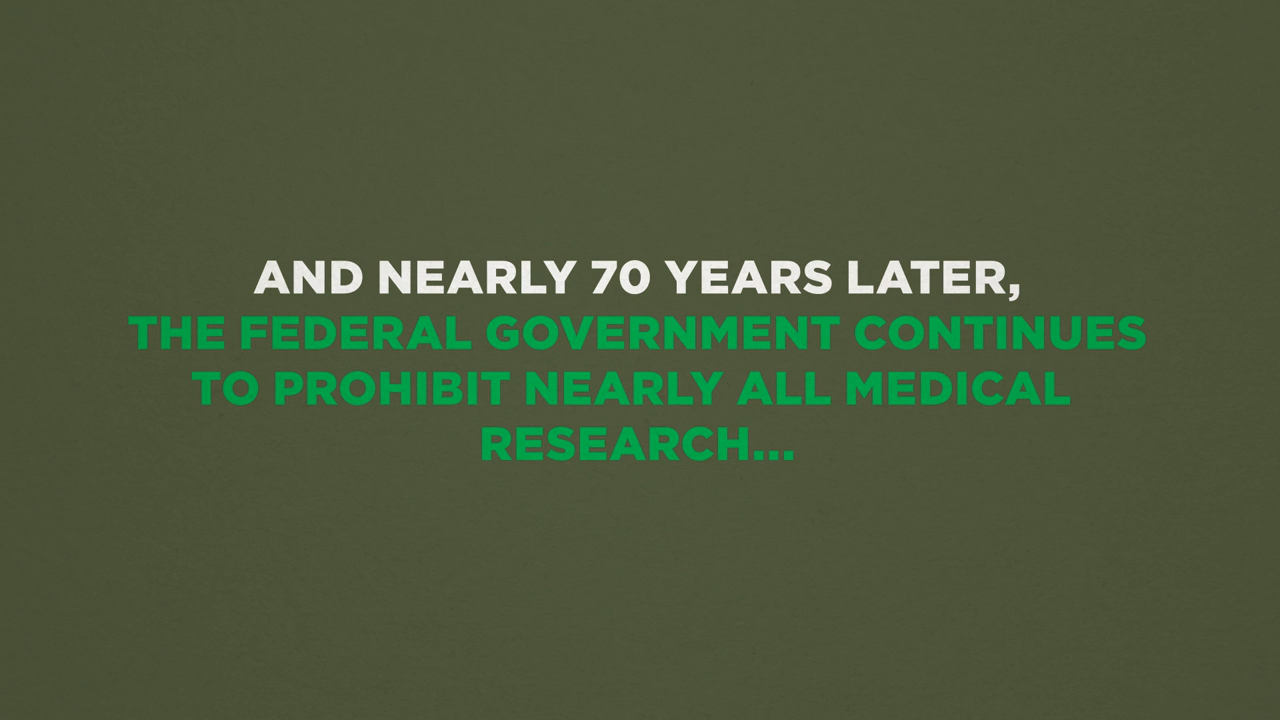 AND NEARLY 70 YEARS LATER,
THE FEDERAL GOVERNMENT CONTINUES
TO PROHIBIT NEARLY ALL MEDICAL
RESEARCH...